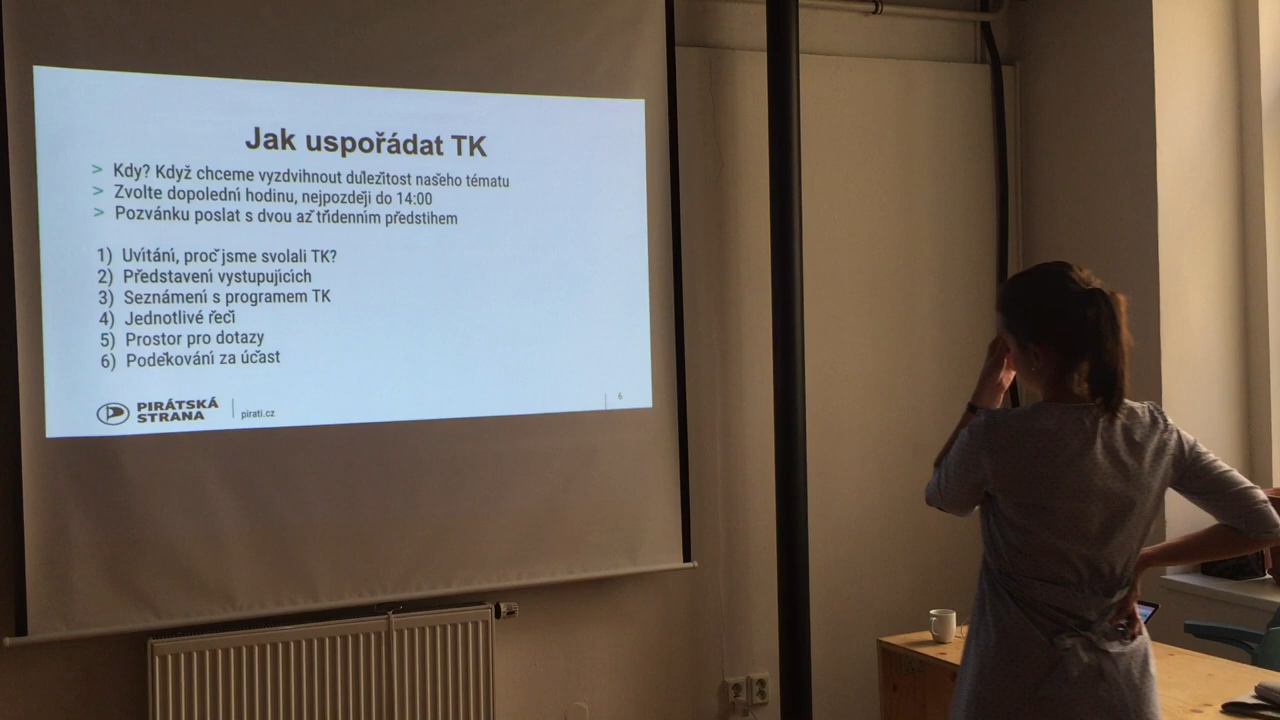 Jak uspořádat TK
> Kdy? Když chceme vyzdvihnout důležitost našeho tématu
> Zvolte dopolední hodinu, nejpozději do 14:00
> Pozvánku poslat s dvou až třídenním předstihem
1) Uvítání, proč jsme svolali TK?
2) Představení vystupujících
3) Seznámení s programem TK
4) Jednotlivé řeči
5) Prostor pro dotazy
6) Poděkování za účast
PIRÁTSKÁ
STRANA
pirati.cz
6